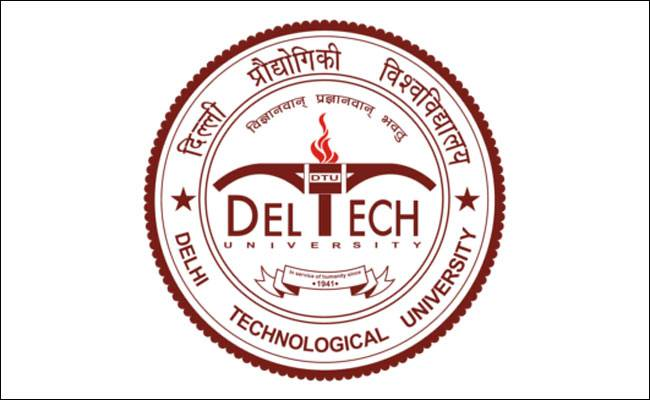 दिल्ली प्रौद्योगिकी विश्वविद्यालय
विज्ञानवान् प्रज्ञानवान् भवतु
DTU
DELTECH
UNIVERSITY
In service of humanity since
•1941•
DELHI TECHNOLOGICAL UNIVERSITY